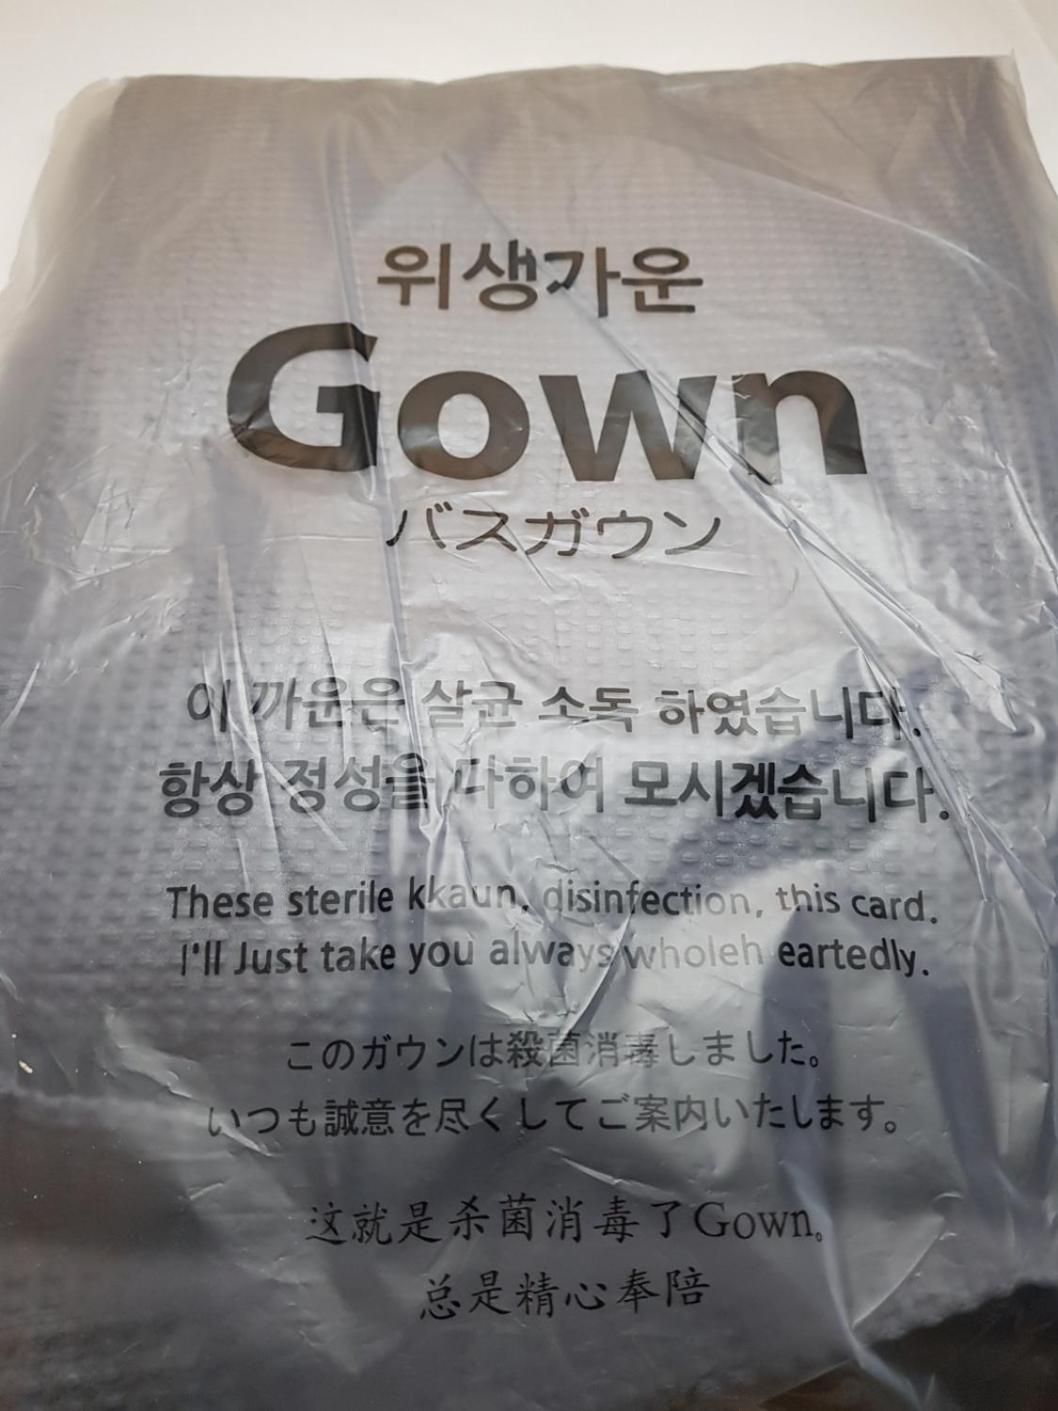 위생가운
Gown
バスガウン
이 까운은 살균 소독 하였습니다.
항상 정성을 다하여 모시겠습니다.
These sterile kkaun, disinfection, this card.
I'll Just take you always wholeh eartedly.
このガウンは殺菌消毒しました。
いつも誠意を尽くしてご案内いたします。
这就是杀菌消毒了Gown。
总是精心奉陪